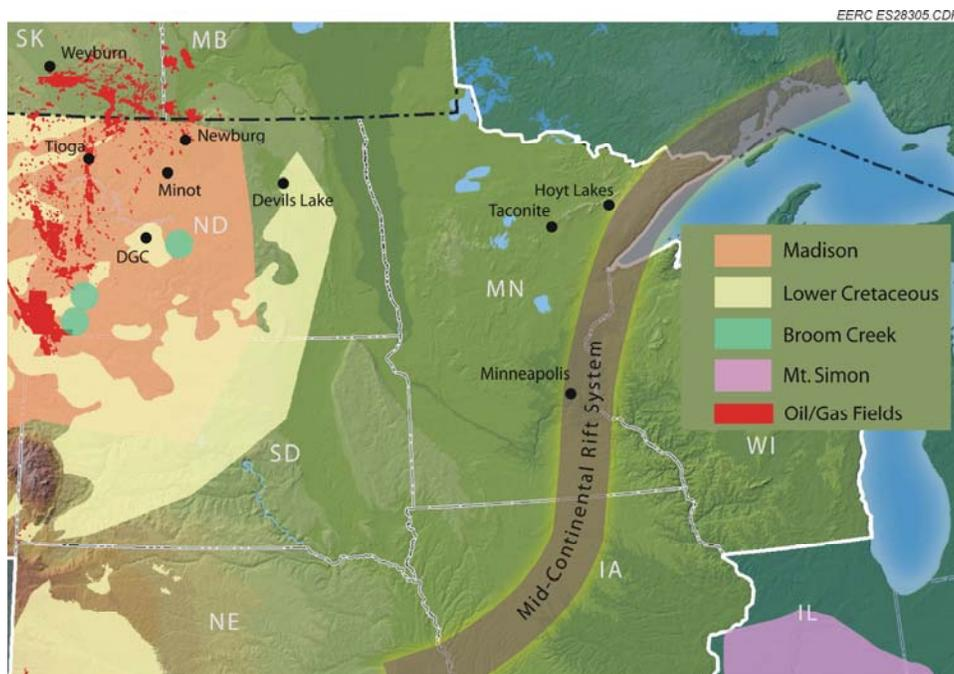 EERC ES28305.CDR
SK
MB
Weyburn
Newburg
Tioga
Minot
Devils Lake
ND
DGC
Hoyt Lakes
Taconite
MN
Minneapolis
Mid-Continental Rift System
SD
WI
IA
NE
IL
Madison
Lower Cretaceous
Broom Creek
Mt. Simon
Oil/Gas Fields